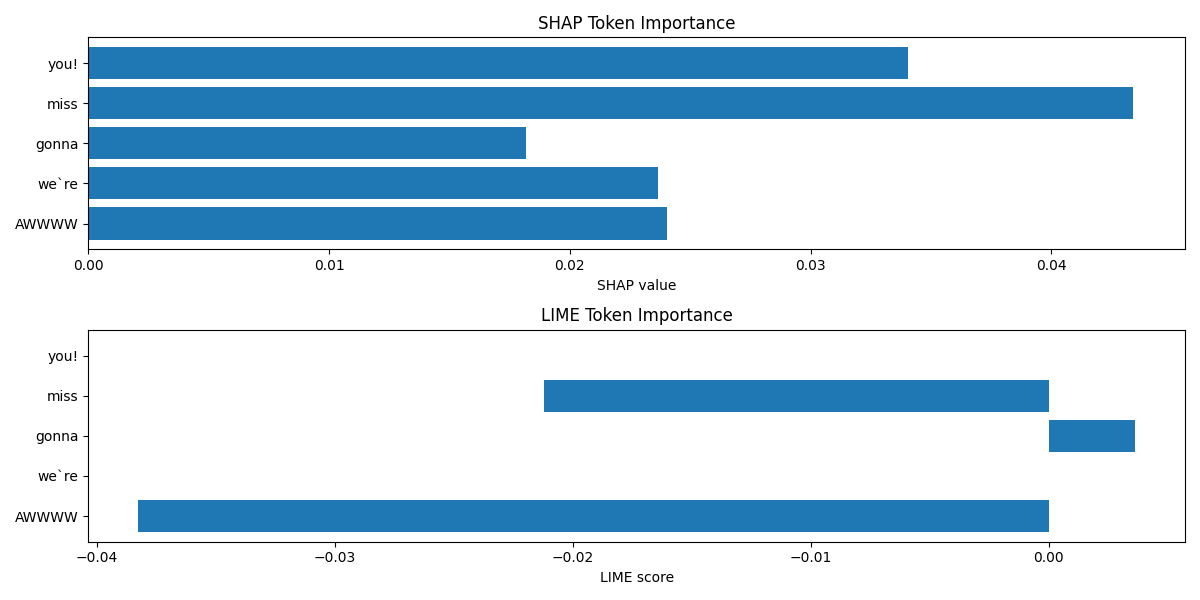 SHAP Token Importance
you!
miss
gonna
we`re
AWWWW
0.00 0.01 0.02 0.03 0.04
SHAP value
LIME Token Importance
you!
miss
gonna
we`re
AWWWW
−0.04 −0.03 −0.02 −0.01 0.00
LIME score